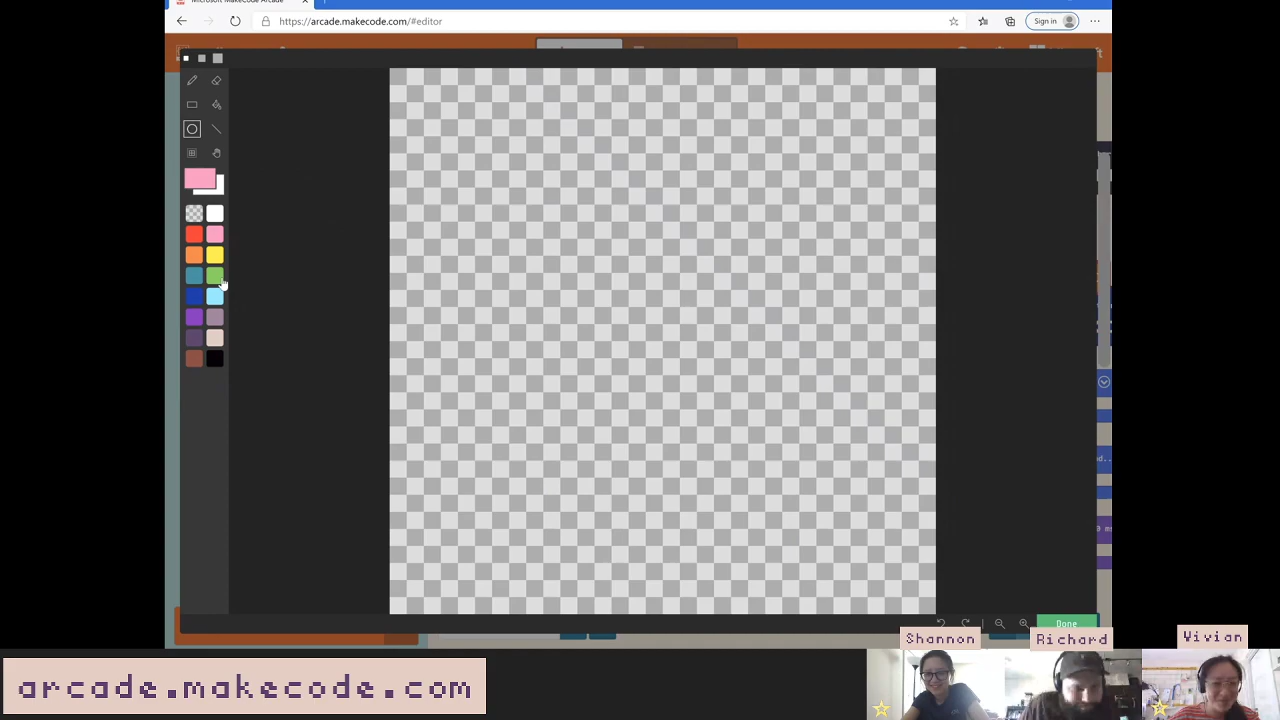 Microsoft MakeCode Arcade
https://arcade.makecode.com/#editor
Sign in
Done
Shannon
Richard
Vivian
arcade.makecode.com